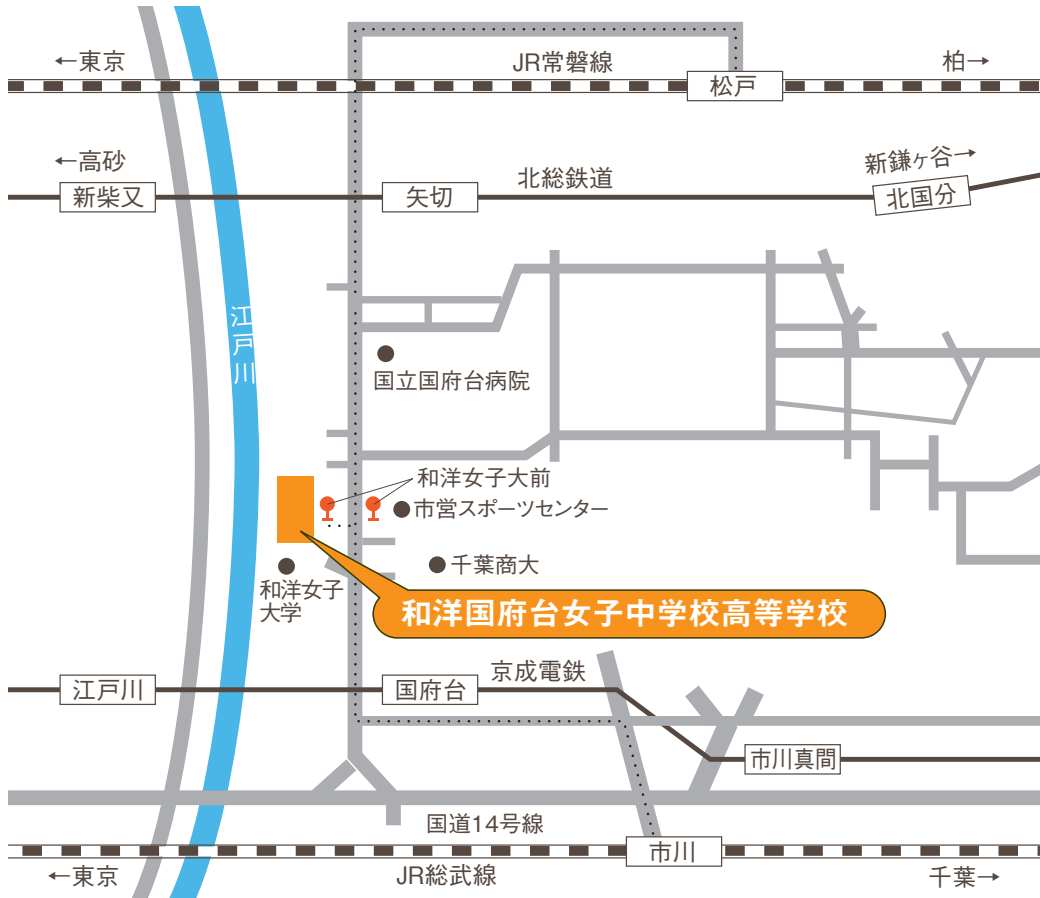 ←東京
JR常磐線
柏→
松戸
←高砂
新柴又
矢切
北総鉄道
新鎌ヶ谷→
北国分
江戸川
国立国府台病院
和洋女子大前
市営スポーツセンター
千葉商大
和洋女子
大学
和洋国府台女子中学校高等学校
江戸川
国府台
京成電鉄
市川真間
国道14号線
市川
←東京
JR総武線
千葉→